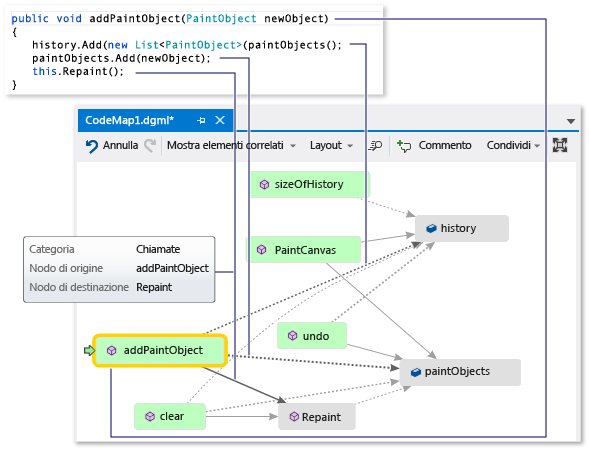 public void addPaintObject(PaintObject newObject)
{
history.Add(new List<PaintObject>(paintObjects();
paintObjects.Add(newObject);
this.Repaint();
}
CodeMap1.dgml*
Annulla Mostra elementi correlati Layout Commento Condividi
sizeOfHistory
history
PaintCanvas
Categoria Chiamate
Nodo di origine addPaintObject
Nodo di destinazione Repaint
undo
addPaintObject
paintObjects
clear
Repaint